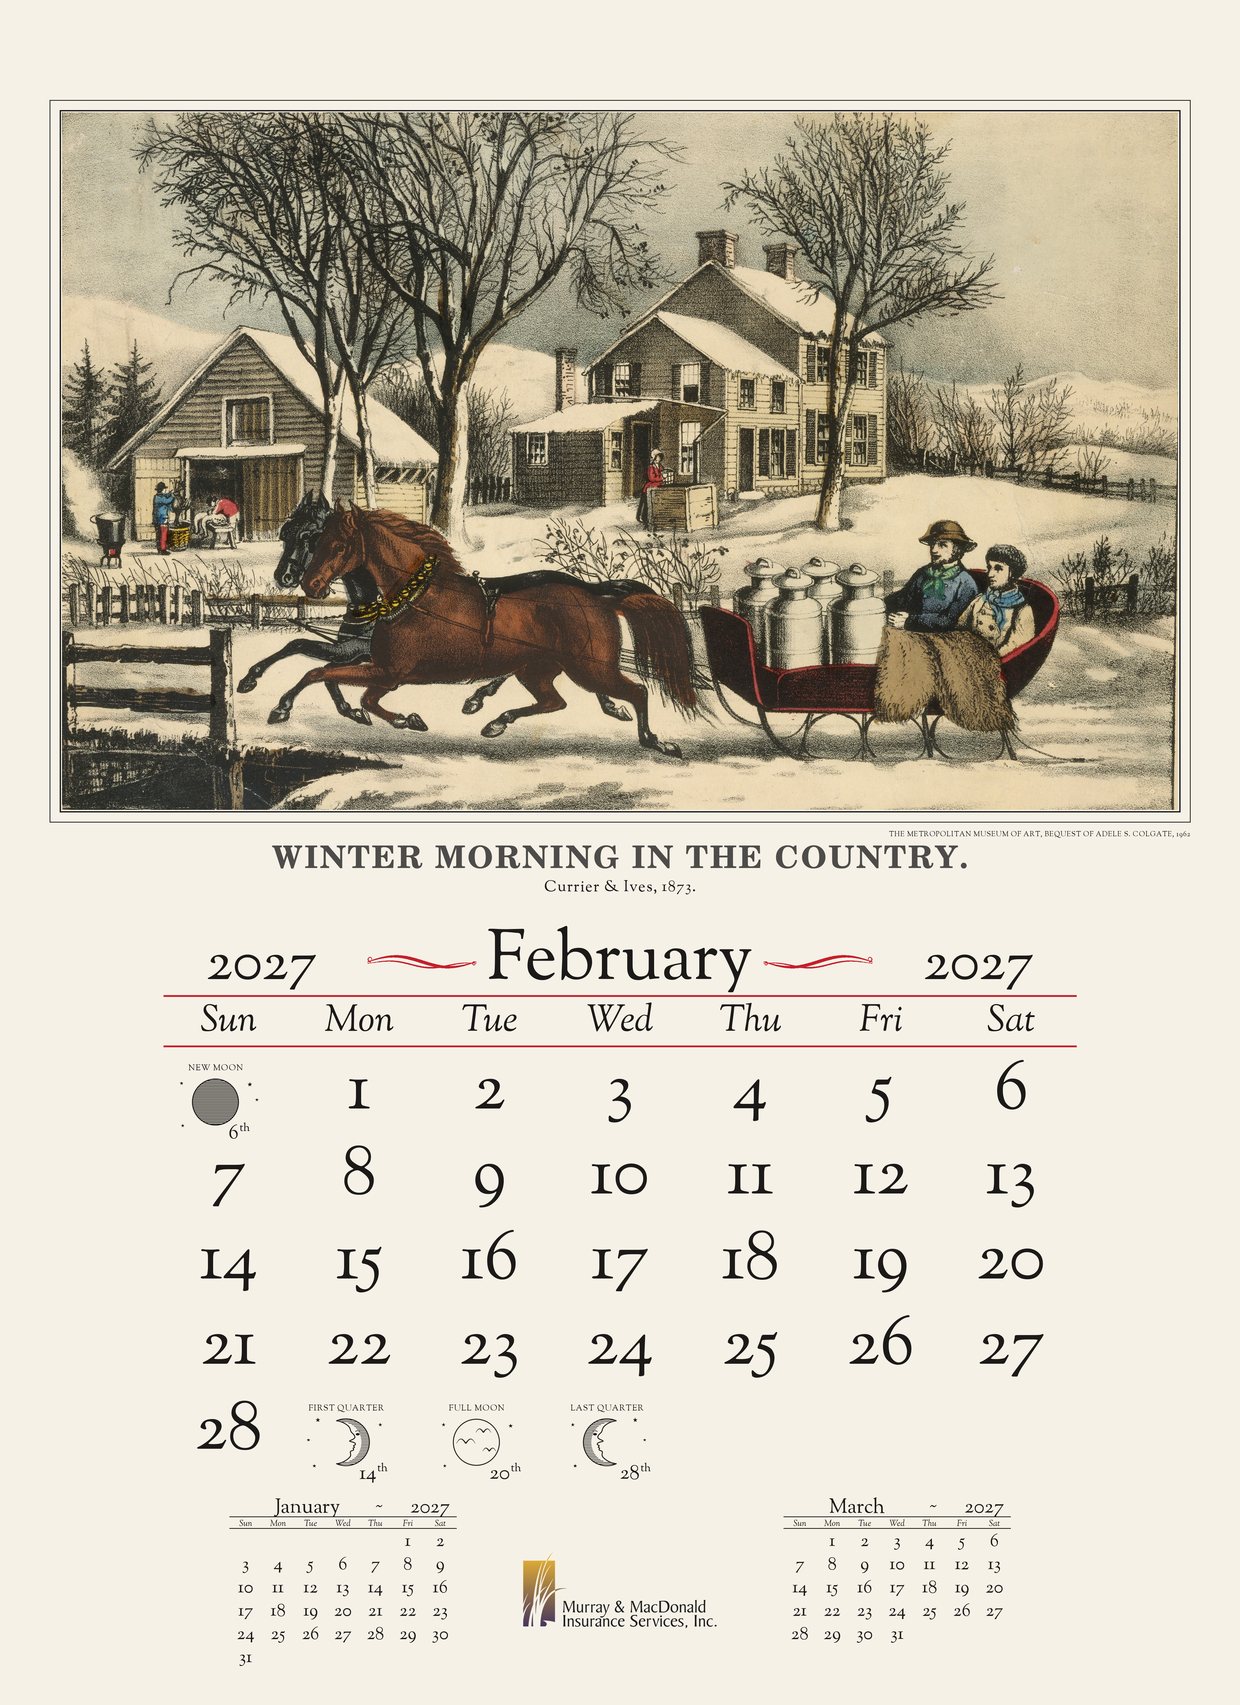 THE METROPOLITAN MUSEUM OF ART, BEQUEST OF ADELE S. COLGATE, 1962
WINTER MORNING IN THE COUNTRY.
Currier & Ives, 1873.
2027 February 2027
Sun Mon Tue Wed Thu Fri Sat
NEW MOON
6th
1 2 3 4 5 6
7 8 9 10 11 12 13
14 15 16 17 18 19 20
21 22 23 24 25 26 27
28
FIRST QUARTER FULL MOON LAST QUARTER
14th 20th 28th
January ~ 2027
Sun Mon Tue Wed Thu Fri Sat
1 2
3 4 5 6 7 8 9
10 11 12 13 14 15 16
17 18 19 20 21 22 23
24 25 26 27 28 29 30
31
Murray & MacDonald
Insurance Services, Inc.
March ~ 2027
Sun Mon Tue Wed Thu Fri Sat
1 2 3 4 5 6
7 8 9 10 11 12 13
14 15 16 17 18 19 20
21 22 23 24 25 26 27
28 29 30 31